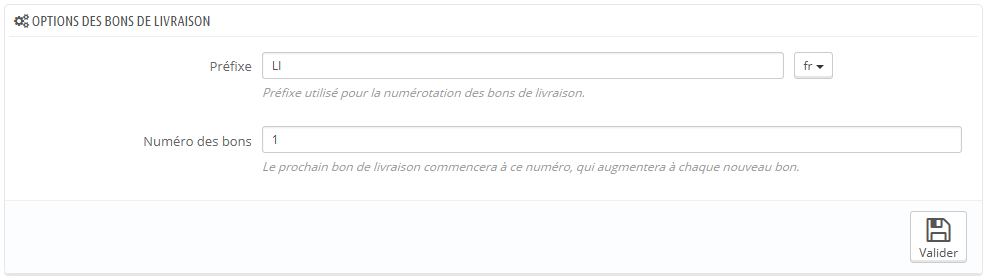 OPTIONS DES BONS DE LIVRAISON
Préfixe LI fr
Préfixe utilisé pour la numérotation des bons de livraison.
Numéro des bons 1
Le prochain bon de livraison commencera à ce numéro, qui augmentera à chaque nouveau bon.
Valider